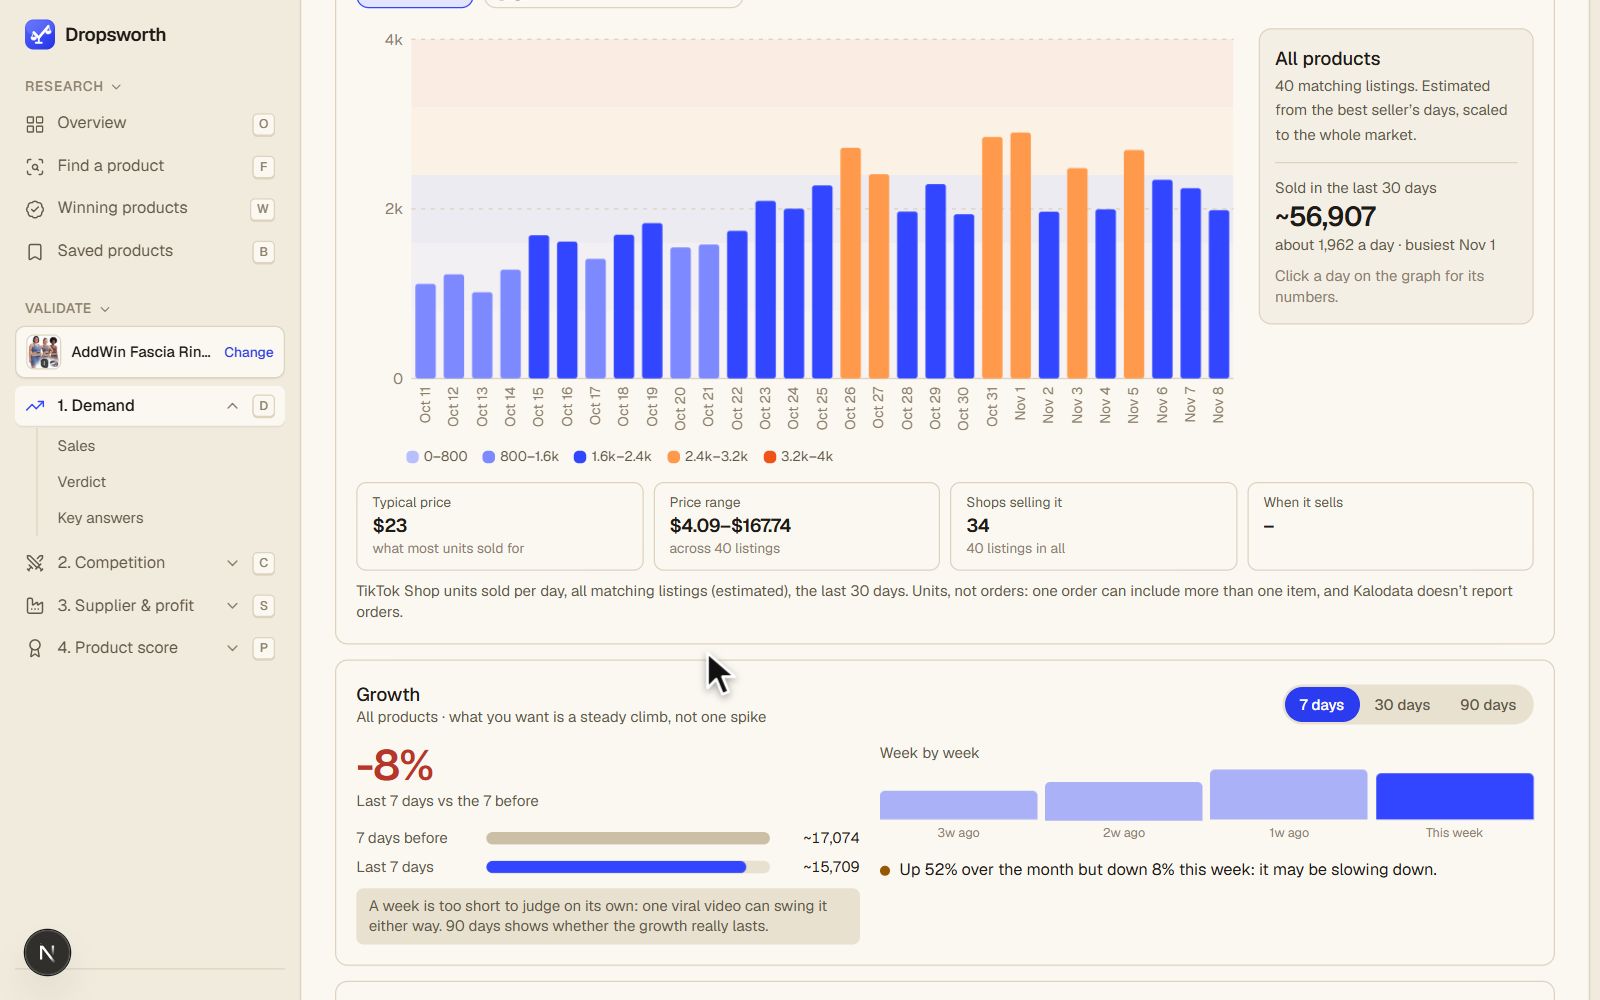 Dropsworth
RESEARCH
Overview O
Find a product F
Winning products W
Saved products B
VALIDATE
AddWin Fascia Rin... Change
1. Demand D
Sales
Verdict
Key answers
2. Competition C
3. Supplier & profit S
4. Product score P
N
4k
2k
0
Oct 11
Oct 12
Oct 13
Oct 14
Oct 15
Oct 16
Oct 17
Oct 18
Oct 19
Oct 20
Oct 21
Oct 22
Oct 23
Oct 24
Oct 25
Oct 26
Oct 27
Oct 28
Oct 29
Oct 30
Oct 31
Nov 1
Nov 2
Nov 3
Nov 4
Nov 5
Nov 6
Nov 7
Nov 8
0–800 800–1.6k 1.6k–2.4k 2.4k–3.2k 3.2k–4k
All products
40 matching listings. Estimated
from the best seller’s days, scaled
to the whole market.
Sold in the last 30 days
~56,907
about 1,962 a day · busiest Nov 1
Click a day on the graph for its
numbers.
Typical price
$23
what most units sold for
Price range
$4.09–$167.74
across 40 listings
Shops selling it
34
40 listings in all
When it sells
–
TikTok Shop units sold per day, all matching listings (estimated), the last 30 days. Units, not orders: one order can include more than one item, and Kalodata doesn’t report
orders.
Growth
All products · what you want is a steady climb, not one spike
7 days 30 days 90 days
-8%
Last 7 days vs the 7 before
7 days before ~17,074
Last 7 days ~15,709
A week is too short to judge on its own: one viral video can swing it
either way. 90 days shows whether the growth really lasts.
Week by week
3w ago 2w ago 1w ago This week
Up 52% over the month but down 8% this week: it may be slowing down.